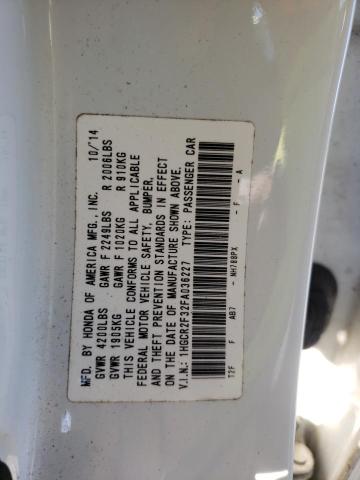 MFD. BY HONDA OF AMERICA MFG., INC. 10/14
GVWR 4200LBS GAWR F 2249LBS R 2006LBS
GVWR 1905KG GAWR F 1020KG R 910KG
THIS VEHICLE CONFORMS TO ALL APPLICABLE
FEDERAL MOTOR VEHICLE SAFETY, BUMPER,
AND THEFT PREVENTION STANDARDS IN EFFECT
ON THE DATE OF MANUFACTURE SHOWN ABOVE.
V.I.N.: 1HGCR2F32FA036227 TYPE: PASSENGER CAR
T2F F AB7 - NH788PX - F - A